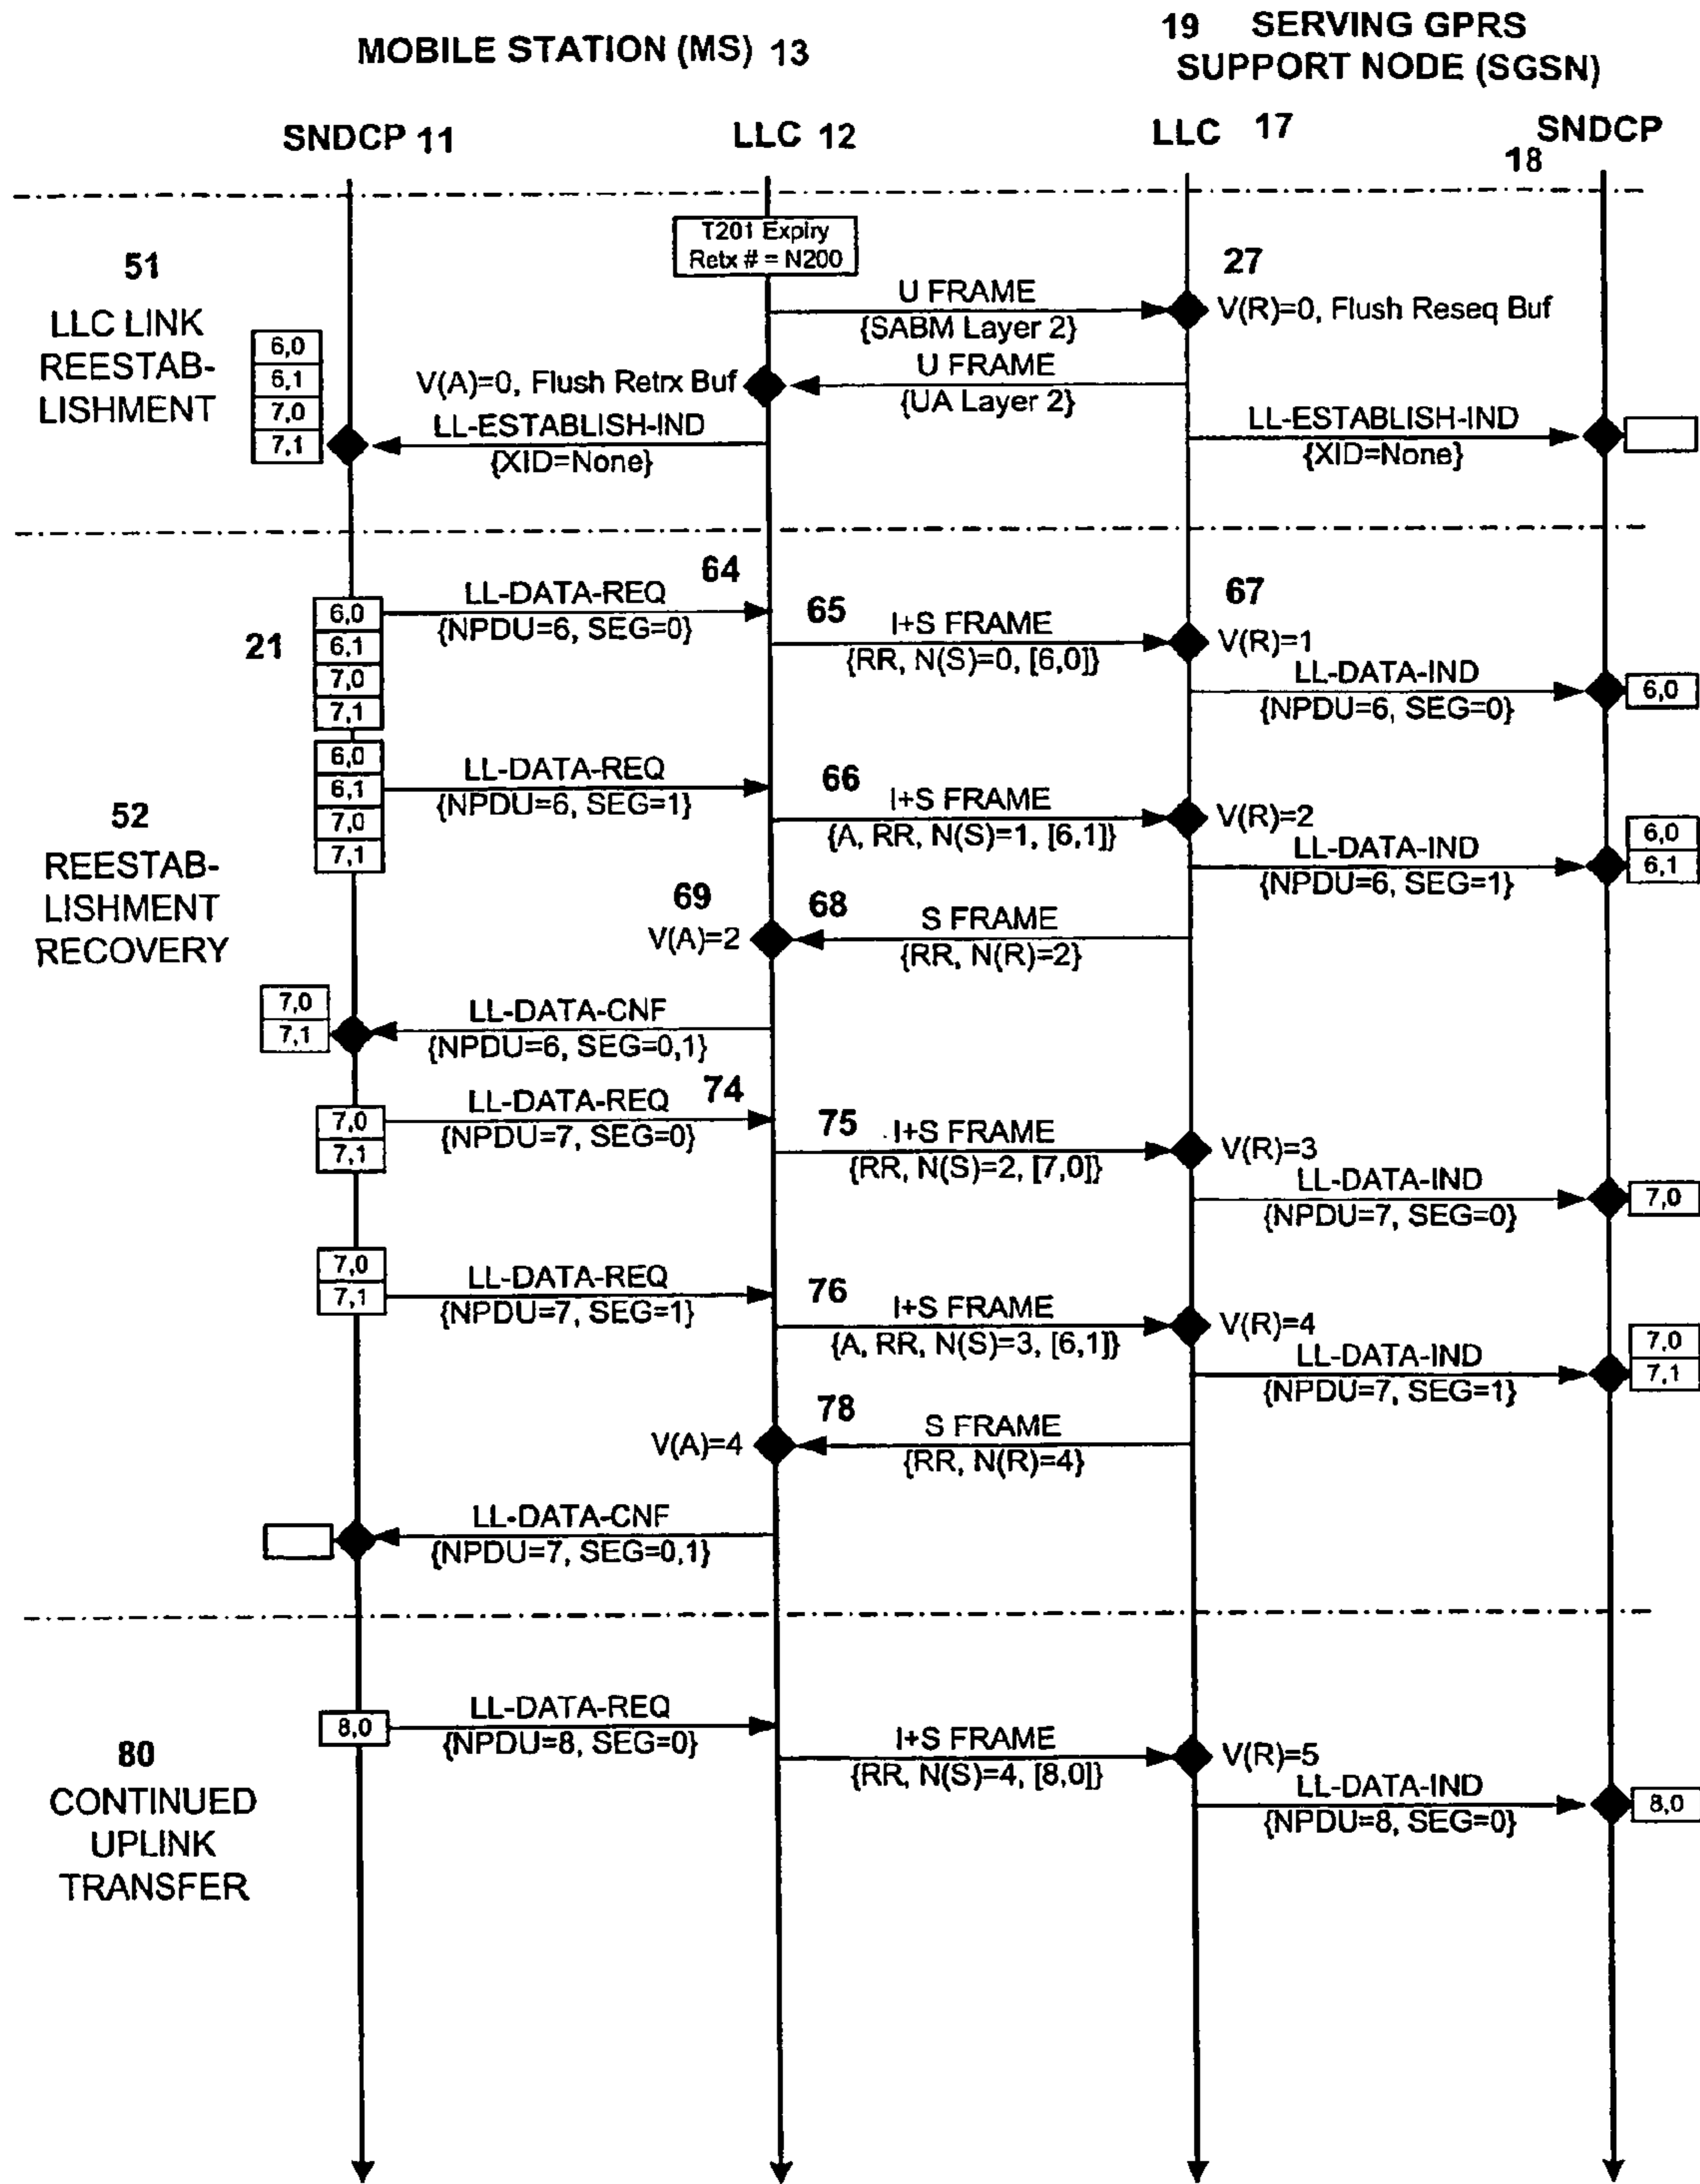 MOBILE STATION (MS) 13
19 SERVING GPRS
SUPPORT NODE (SGSN)
SNDCP 11
LLC 12
LLC 17
SNDCP
18
T201 Expiry
Retx # = N200
51
LLC LINK
REESTAB-
LISHMENT
6,0
6,1
7,0
7,1
U FRAME
{SABM Layer 2}
27
V(R)=0, Flush Reseq Buf
V(A)=0, Flush Retrx Buf
U FRAME
{UA Layer 2}
LL-ESTABLISH-IND
{XID=None}
LL-ESTABLISH-IND
{XID=None}
21
6,0
6,1
7,0
7,1
LL-DATA-REQ
{NPDU=6, SEG=0}
64
65
I+S FRAME
{RR, N(S)=0, [6,0]}
67
V(R)=1
LL-DATA-IND
{NPDU=6, SEG=0}
6,0
52
REESTAB-
LISHMENT
RECOVERY
6,0
6,1
7,0
7,1
LL-DATA-REQ
{NPDU=6, SEG=1}
66
I+S FRAME
{A, RR, N(S)=1, [6,1]}
V(R)=2
LL-DATA-IND
{NPDU=6, SEG=1}
6,0
6,1
69
V(A)=2
68
S FRAME
{RR, N(R)=2}
7,0
7,1
LL-DATA-CNF
{NPDU=6, SEG=0,1}
7,0
7,1
LL-DATA-REQ
{NPDU=7, SEG=0}
74
75
I+S FRAME
{RR, N(S)=2, [7,0]}
V(R)=3
LL-DATA-IND
{NPDU=7, SEG=0}
7,0
7,0
7,1
LL-DATA-REQ
{NPDU=7, SEG=1}
76
I+S FRAME
{A, RR, N(S)=3, [6,1]}
V(R)=4
LL-DATA-IND
{NPDU=7, SEG=1}
7,0
7,1
V(A)=4
78
S FRAME
{RR, N(R)=4}
LL-DATA-CNF
{NPDU=7, SEG=0,1}
80
CONTINUED
UPLINK
TRANSFER
8,0
LL-DATA-REQ
{NPDU=8, SEG=0}
I+S FRAME
{RR, N(S)=4, [8,0]}
V(R)=5
LL-DATA-IND
{NPDU=8, SEG=0}
8,0